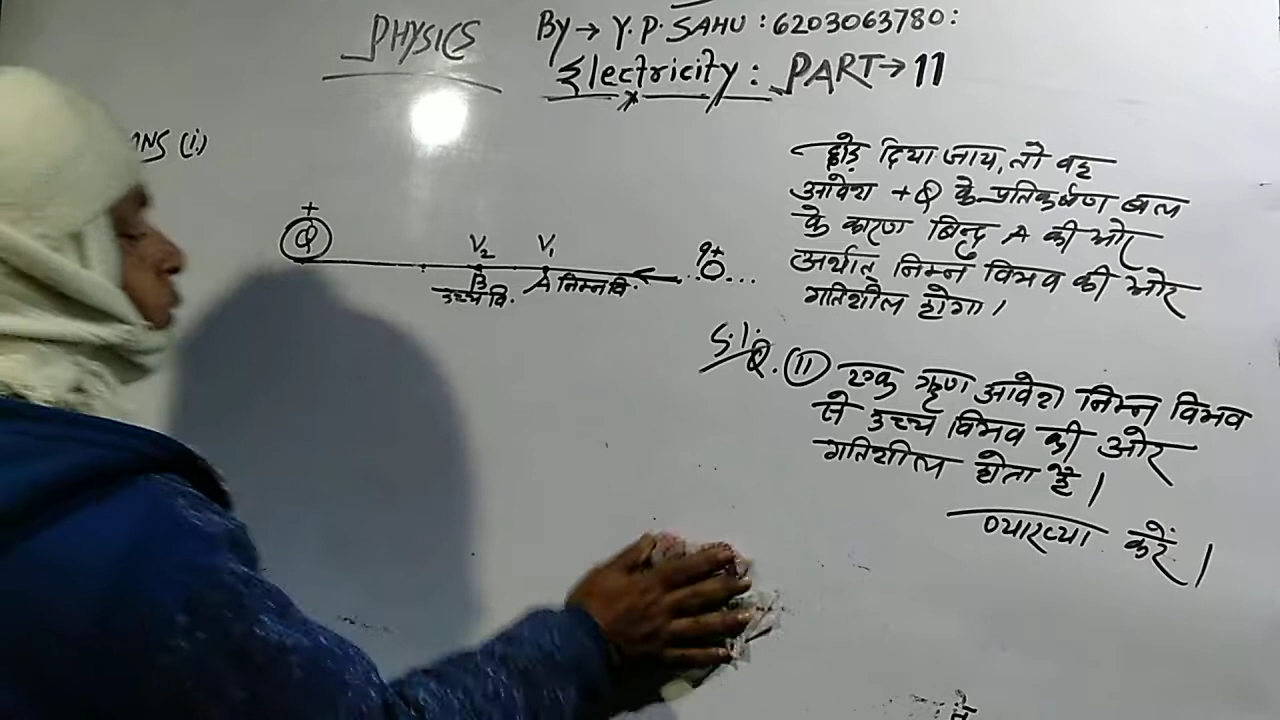 PHYSICS
By → Y.P. SAHU : 6203063780:
Electricity: PART → 11
ANS (i)
छोड़ दिया जाय, तो वह
आवेश +Q के प्रतिकर्षण बल
के कारण बिन्दु A की ओर
अर्थात् निम्न विभव की ओर
गतिशील होगा।
+
Q
V₂ V₁ q+
B A निम्न वि.
उच्च वि.
Q. (11) एक ऋण आवेश निम्न विभव
से उच्च विभव की ओर
गतिशील होता है।
व्याख्या करें।